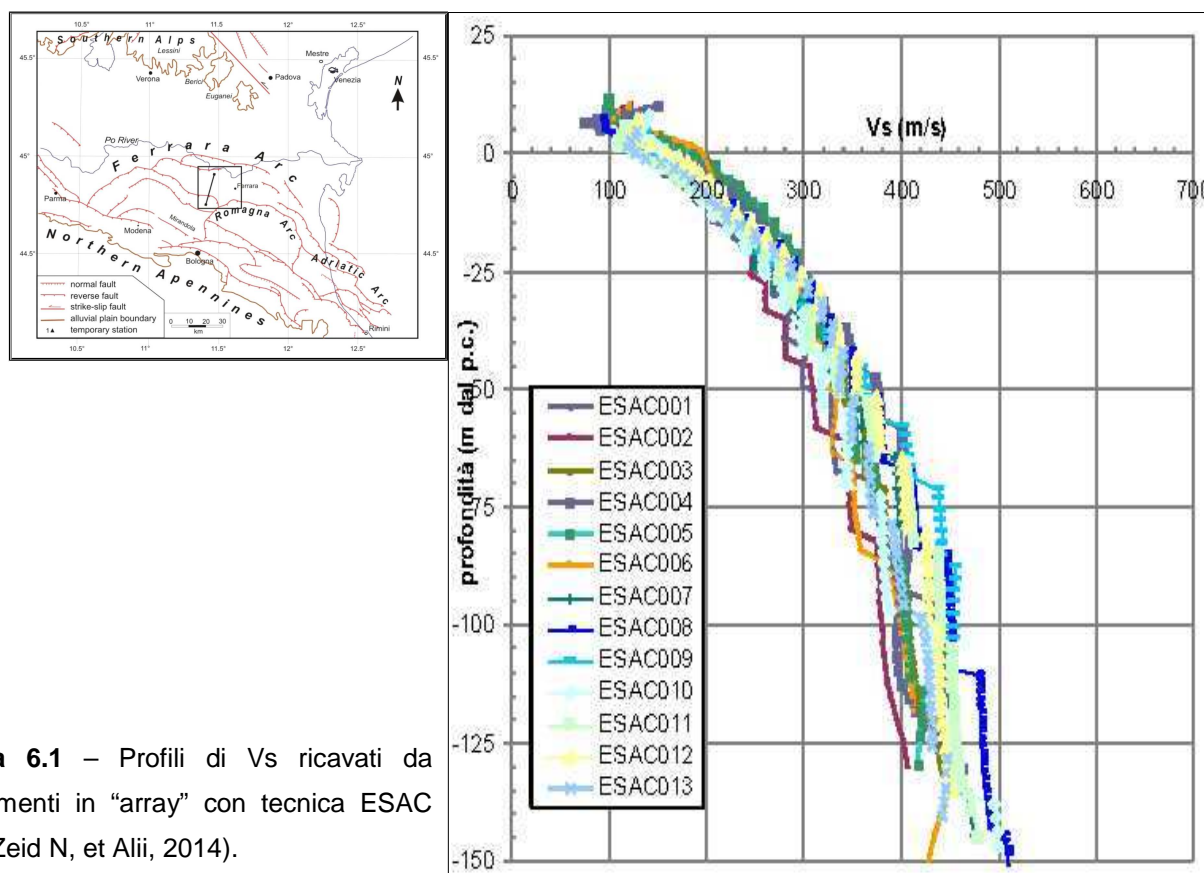 10.5° 11° 11.5° 12° 12.5°
Southern Alps
Lessini
Mestre
45.5° 45.5°
Verona
Berici
Padova
Venezia
Euganei
N
Po River
45° 45°
Ferrara Arc
Ferrara
Parma
Mirandola
Romagna Arc
Modena
Northern Apennines
Adriatic Arc
44.5° 44.5°
Bologna
normal fault
reverse fault
strike-slip fault
alluvial plain boundary
1▲ temporary station
0 10 20 30
km
Rimini
10.5° 11° 11.5° 12° 12.5°
25
Vs (m/s)
0
0 100 200 300 400 500 600 700
-25
-50
-75
-100
-125
-150
profondità (m dal p.c.)
ESAC001
ESAC002
ESAC003
ESAC004
ESAC005
ESAC006
ESAC007
ESAC008
ESAC009
ESAC010
ESAC011
ESAC012
ESAC013
a 6.1 – Profili di Vs ricavati da
menti in “array” con tecnica ESAC
Zeid N, et Alii, 2014).